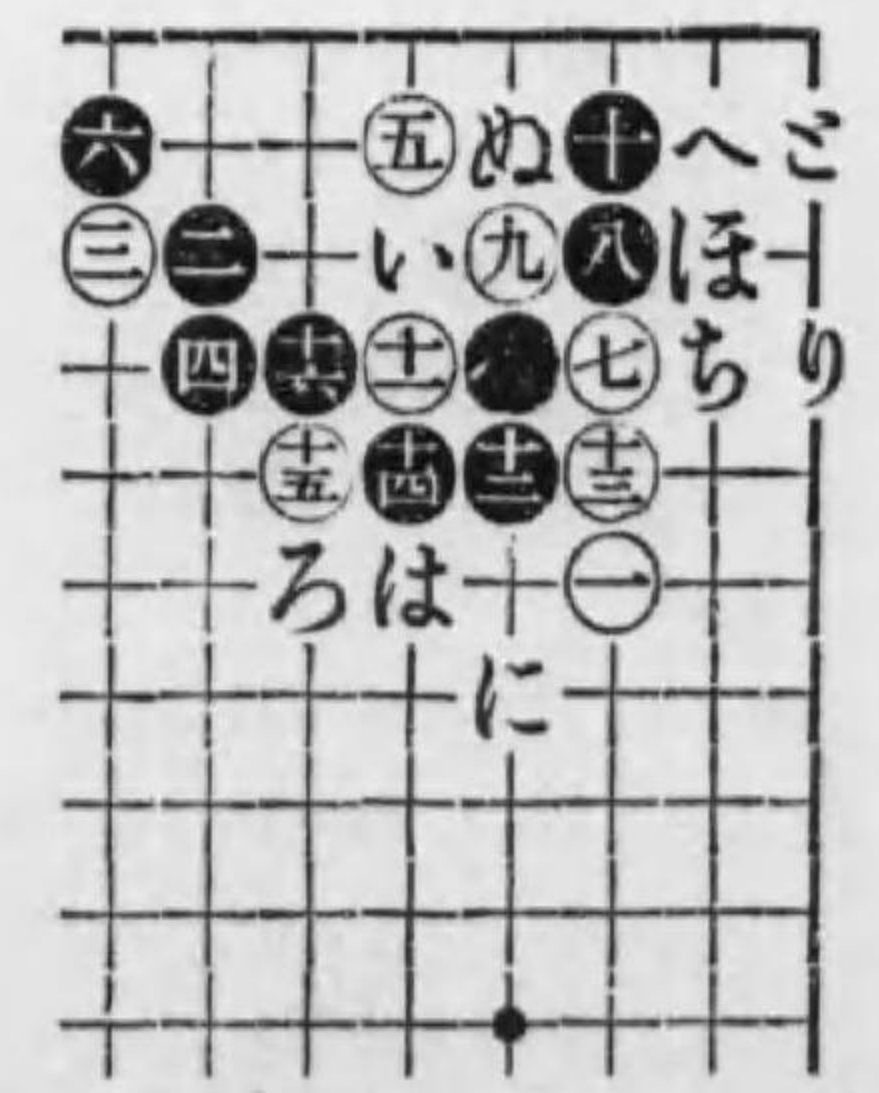 六 五 ぬ 十 へ ご
三 二 い 九 八 ほ
四 十六 十一 七 ち り
十五 十四 十二 十三
ろ は 一
に